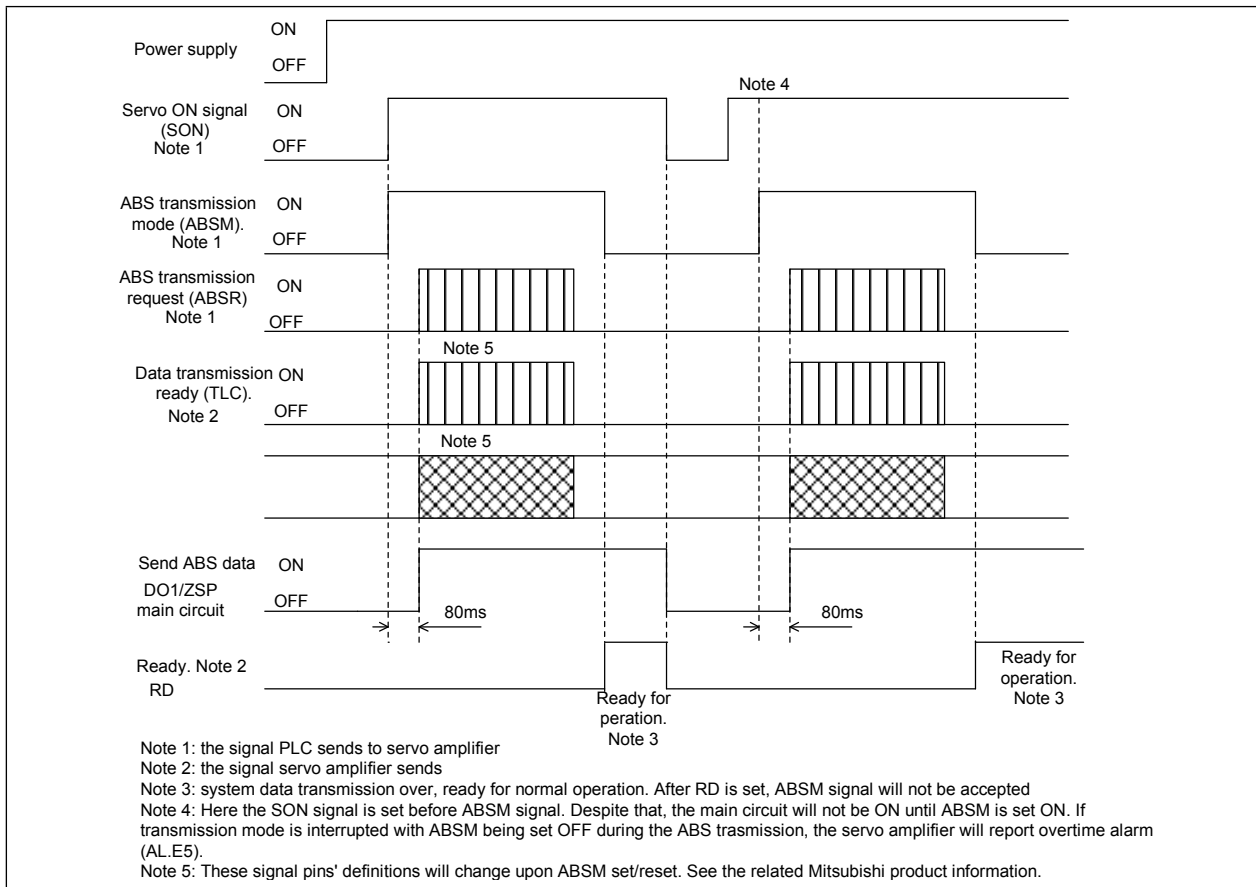 Power supply
ON
OFF
Note 4
Servo ON signal
(SON)
Note 1
ON
OFF
ABS transmission
mode (ABSM).
Note 1
ON
OFF
ABS transmission
request (ABSR)
Note 1
ON
OFF
Note 5
Data transmission
ready (TLC).
Note 2
ON
OFF
Note 5
Send ABS data
DO1/ZSP
main circuit
ON
OFF
80ms
80ms
Ready. Note 2
RD
Ready for
peration.
Note 3
Ready for
operation.
Note 3
Note 1: the signal PLC sends to servo amplifier
Note 2: the signal servo amplifier sends
Note 3: system data transmission over, ready for normal operation. After RD is set, ABSM signal will not be accepted
Note 4: Here the SON signal is set before ABSM signal. Despite that, the main circuit will not be ON until ABSM is set ON. If
transmission mode is interrupted with ABSM being set OFF during the ABS trasmission, the servo amplifier will report overtime alarm
(AL.E5).
Note 5: These signal pins' definitions will change upon ABSM set/reset. See the related Mitsubishi product information.